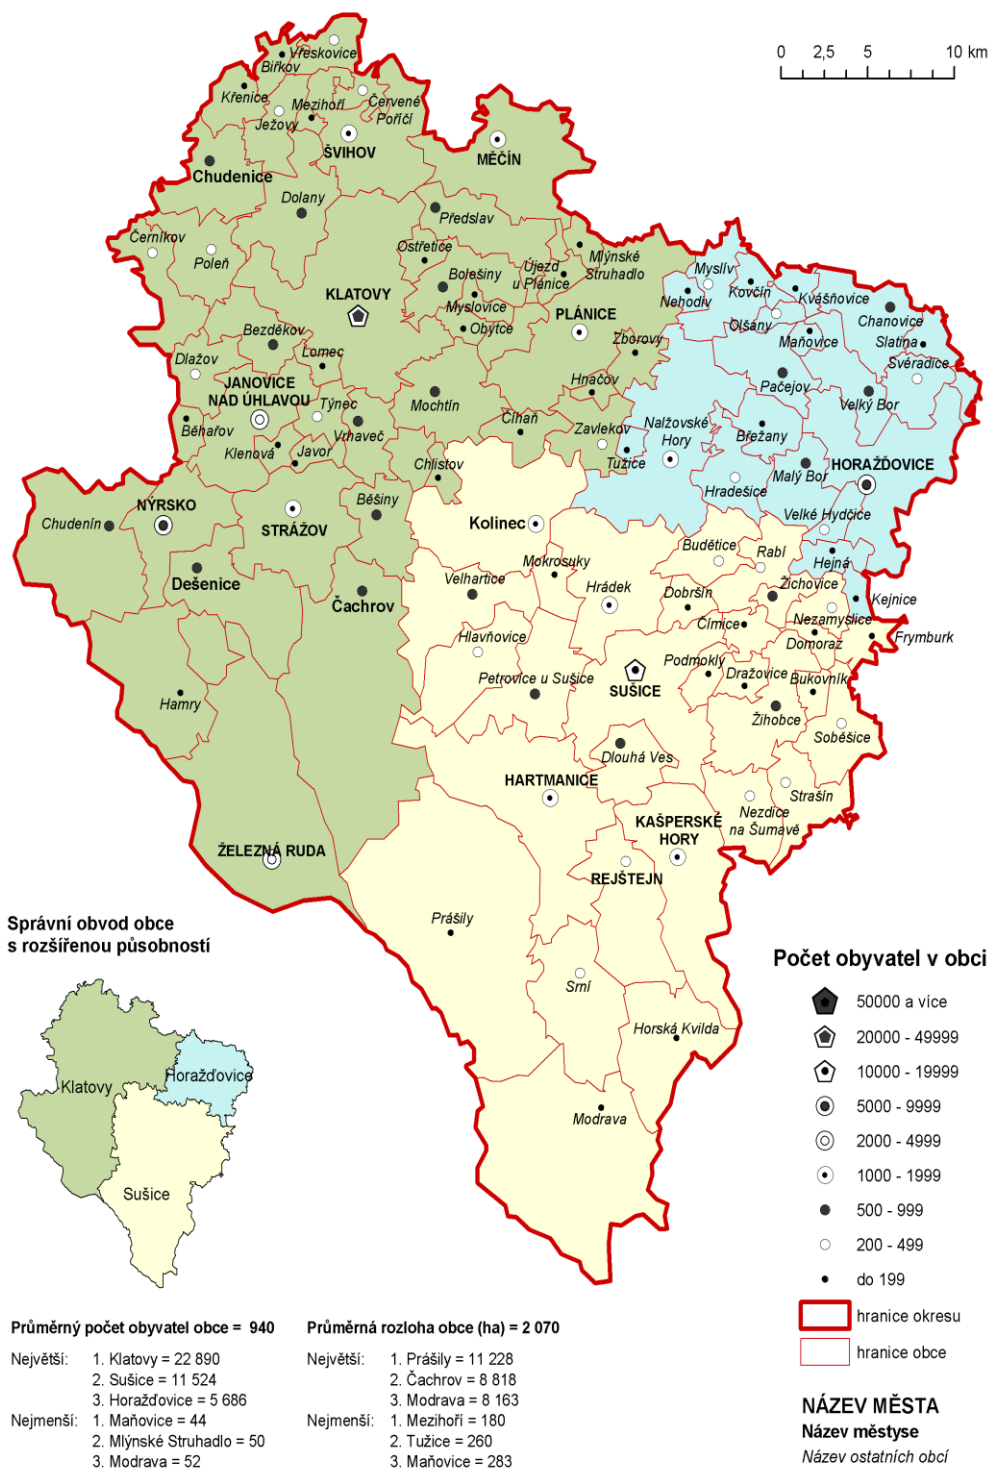 0 2,5 5 10 km
Vřeskovice
Biřkov
Křenice
Mezihoří
Červené
Poříčí
Ježovy
ŠVIHOV
MĚČÍN
Chudenice
Dolany
Předslav
Černíkov
Poleň
Ostřetice
Mlýnské
Struhadlo
Újezd
u Plánice
Bolešiny
Myslovice
KLATOVY
Obytce
PLÁNICE
Zborovy
Myslív
Nehodiv
Kovčín
Kvášňovice
Olšany
Chanovice
Maňovice
Slatina
Svéradice
Bezděkov
Dlažov
Lomec
JANOVICE
NAD ÚHLAVOU
Týnec
Běhařov
Klenová
Javor
Vrhaveč
Mochtín
Hnačov
Číhaň
Zavlekov
Tužice
Nalžovské
Hory
Pačejov
Velký Bor
Břežany
Malý Bor
HORAŽĎOVICE
Hradešice
Velké Hydčice
Chlistov
Chudenín
NÝRSKO
STRÁŽOV
Běšiny
Kolinec
Dešenice
Čachrov
Budětice
Rabí
Hejná
Mokrosuky
Velhartice
Hrádek
Dobršín
Žichovice
Kejnice
Nezamyslice
Čímice
Domoraz
Frymburk
Hlavňovice
Petrovice u Sušice
SUŠICE
Podmokly
Dražovice
Bukovník
Žihobce
Soběšice
Hamry
Dlouhá Ves
HARTMANICE
Strašín
Nezdice
na Šumavě
KAŠPERSKÉ
HORY
REJŠTEJN
ŽELEZNÁ RUDA
Prášily
Srní
Horská Kvilda
Modrava
Správní obvod obce
s rozšířenou působností
Klatovy
Horažďovice
Sušice
Počet obyvatel v obci
50000 a více
20000 - 49999
10000 - 19999
5000 - 9999
2000 - 4999
1000 - 1999
500 - 999
200 - 499
do 199
hranice okresu
hranice obce
NÁZEV MĚSTA
Název městyse
Název ostatních obcí
Průměrný počet obyvatel obce = 940
Největší: 1. Klatovy = 22 890
2. Sušice = 11 524
3. Horažďovice = 5 686
Nejmenší: 1. Maňovice = 44
2. Mlýnské Struhadlo = 50
3. Modrava = 52
Průměrná rozloha obce (ha) = 2 070
Největší: 1. Prášily = 11 228
2. Čachrov = 8 818
3. Modrava = 8 163
Nejmenší: 1. Mezihoří = 180
2. Tužice = 260
3. Maňovice = 283